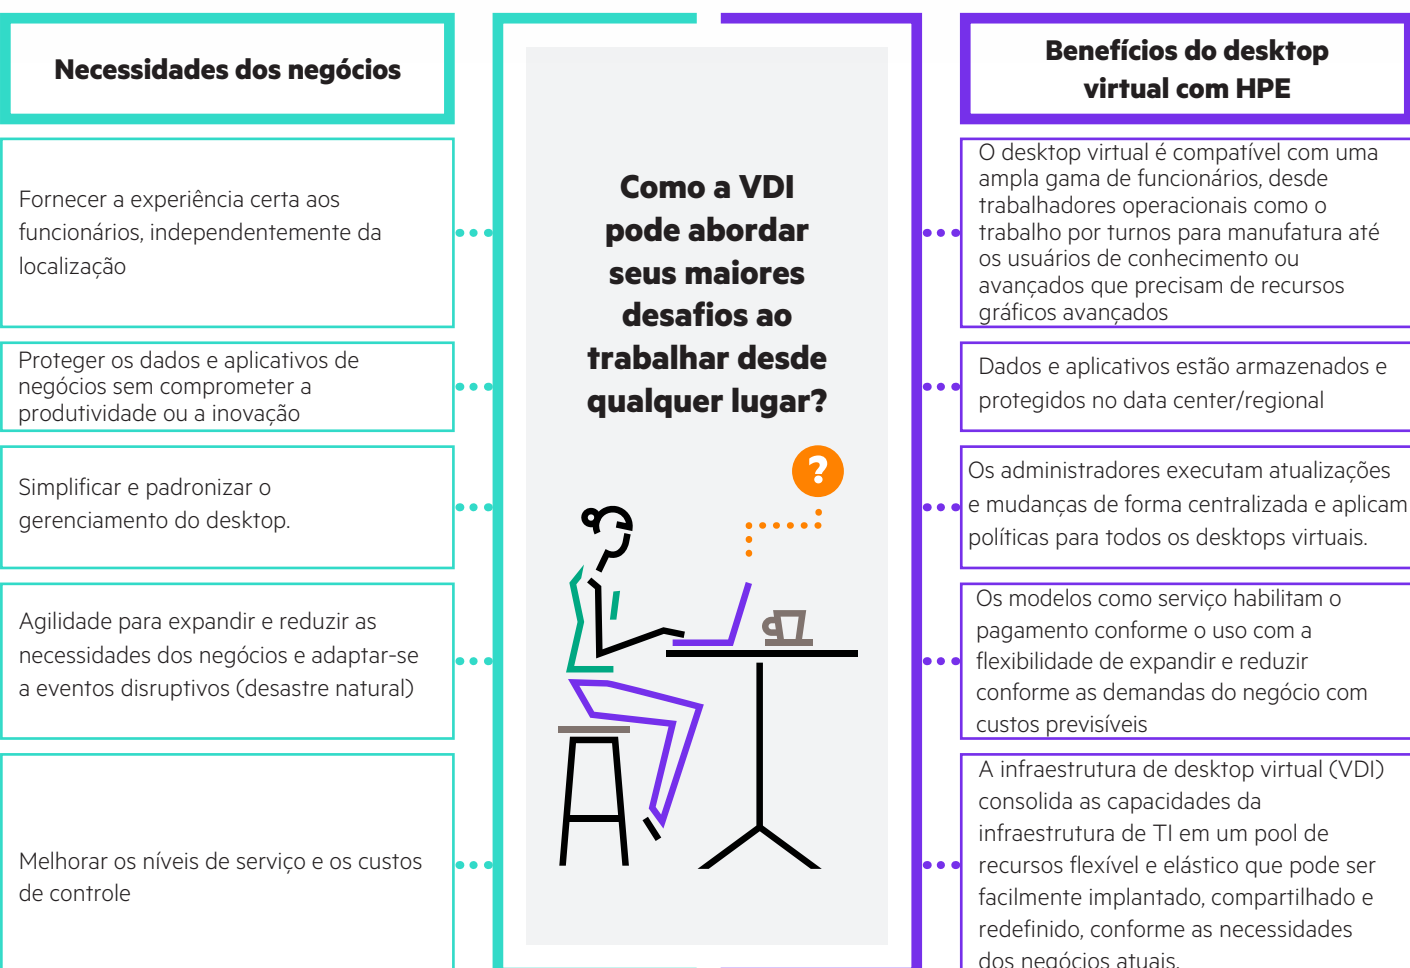 Necessidades dos negócios
Fornecer a experiência certa aos
funcionários, independentemente da
localização
Proteger os dados e aplicativos de
negócios sem comprometer a
produtividade ou a inovação
Simplificar e padronizar o
gerenciamento do desktop.
Agilidade para expandir e reduzir as
necessidades dos negócios e adaptar-se
a eventos disruptivos (desastre natural)
Melhorar os níveis de serviço e os custos
de controle
Como a VDI
pode abordar
seus maiores
desafios ao
trabalhar desde
qualquer lugar?
?
Benefícios do desktop
virtual com HPE
O desktop virtual é compatível com uma
ampla gama de funcionários, desde
trabalhadores operacionais como o
trabalho por turnos para manufatura até
os usuários de conhecimento ou
avançados que precisam de recursos
gráficos avançados
Dados e aplicativos estão armazenados e
protegidos no data center/regional
Os administradores executam atualizações
e mudanças de forma centralizada e aplicam
políticas para todos os desktops virtuais.
Os modelos como serviço habilitam o
pagamento conforme o uso com a
flexibilidade de expandir e reduzir
conforme as demandas do negócio com
custos previsíveis
A infraestrutura de desktop virtual (VDI)
consolida as capacidades da
infraestrutura de TI em um pool de
recursos flexível e elástico que pode ser
facilmente implantado, compartilhado e
redefinido, conforme as necessidades
dos negócios atuais.